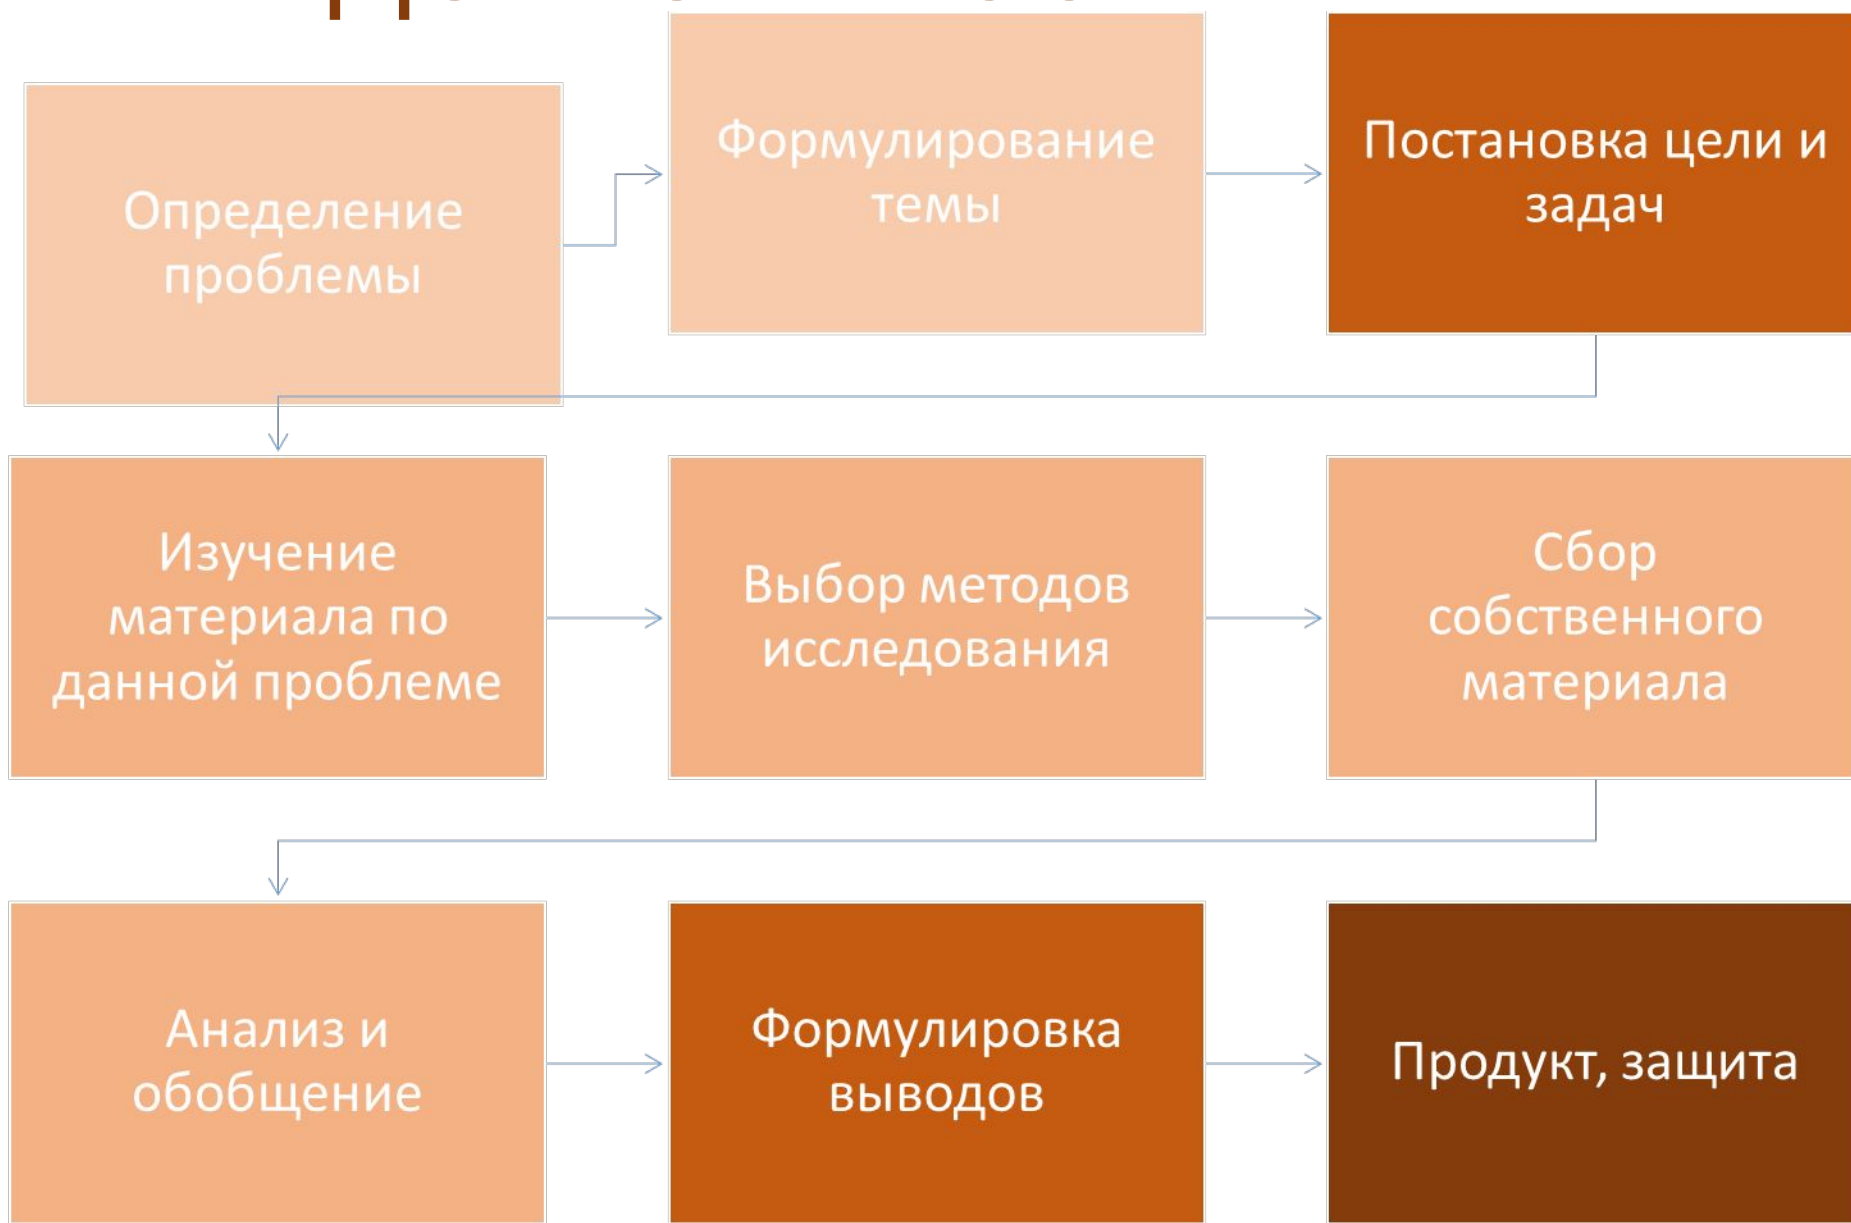 Определение
проблемы
Формулирование
темы
Постановка цели и
задач
Изучение
материала по
данной проблеме
Выбор методов
исследования
Сбор
собственного
материала
Анализ и
обобщение
Формулировка
выводов
Продукт, защита